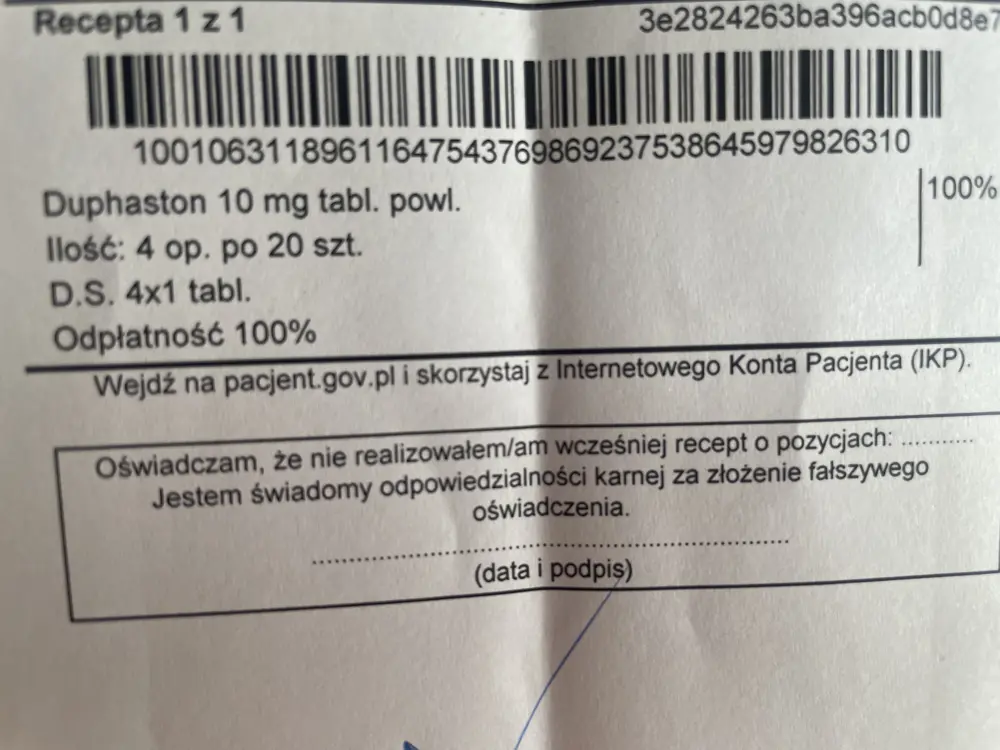 Recepta 1 z 1
3e2824263ba396acb0d8e7
10010631189611647543769869237538645979826310
Duphaston 10 mg tabl. powl.
100%
Ilość: 4 op. po 20 szt.
D.S. 4x1 tabl.
Odpłatność 100%
Wejdź na pacjent.gov.pl i skorzystaj z Internetowego Konta Pacjenta (IKP).
Oświadczam, że nie realizowałem/am wcześniej recept o pozycjach: ...........
Jestem świadomy odpowiedzialności karnej za złożenie fałszywego
oświadczenia.
(data i podpis)